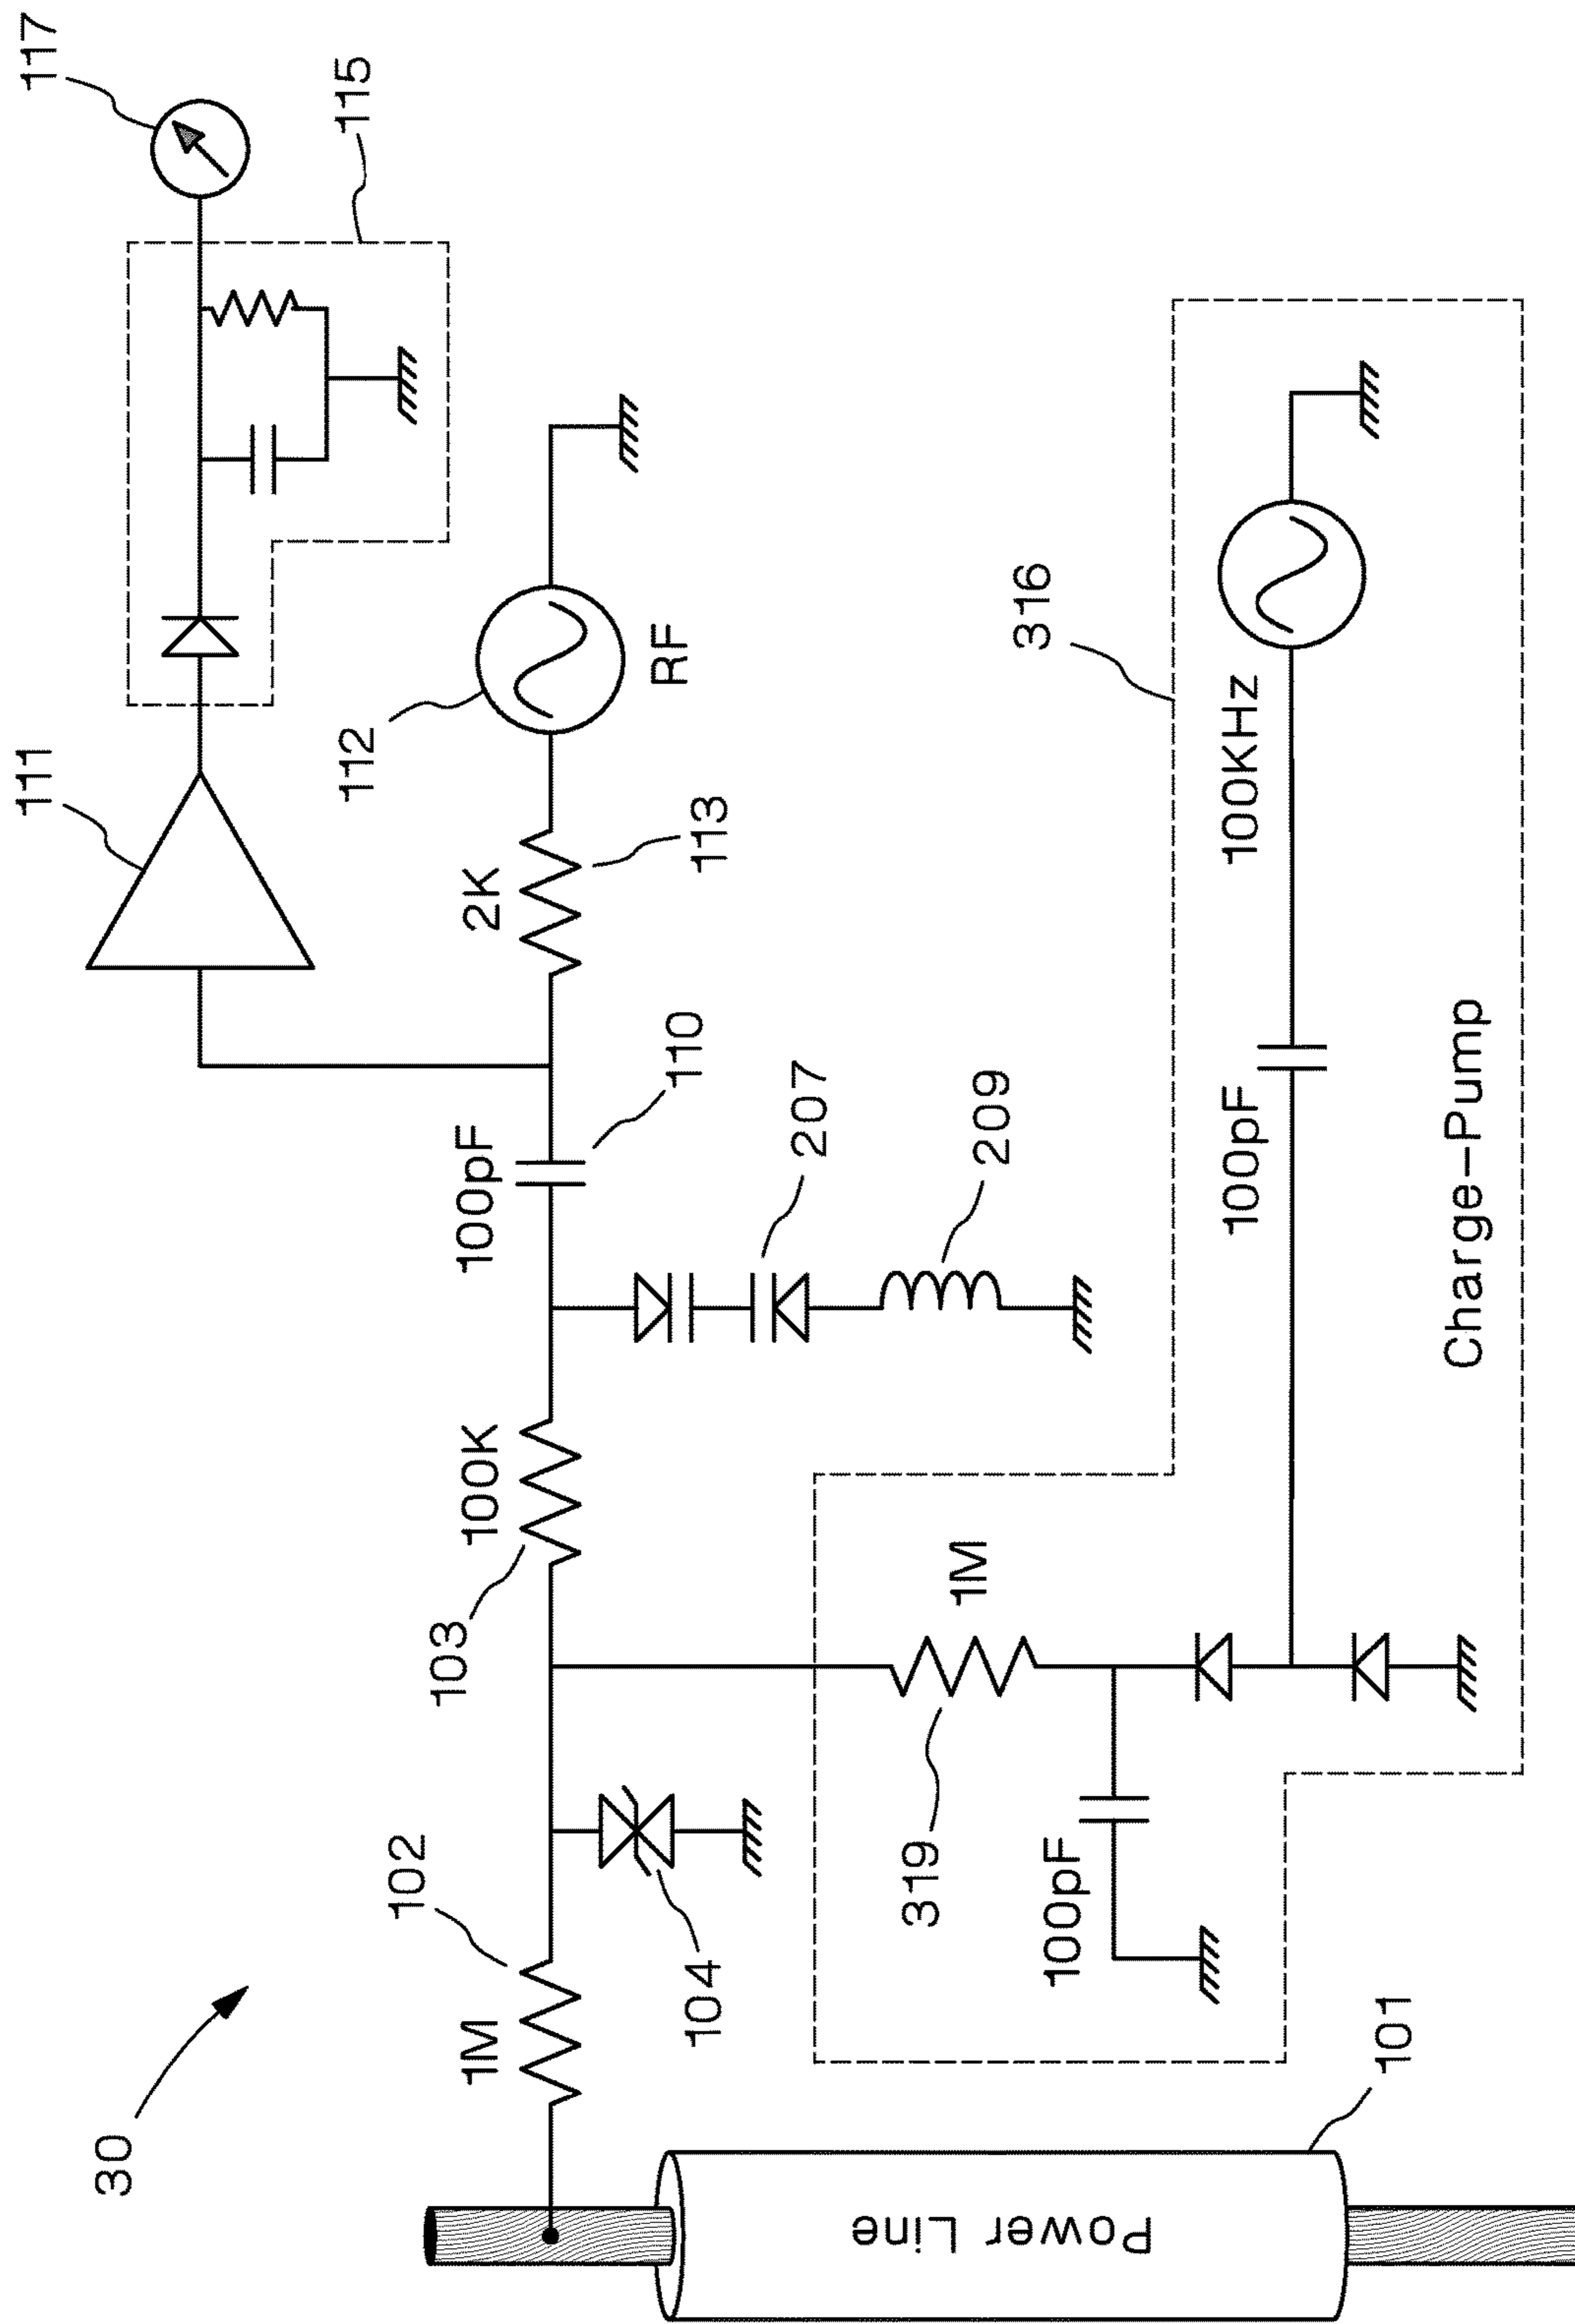 30
117
115
111
112
RF
2K
113
100pF
110
207
209
316
100KHz
100pF
Charge-Pump
100K
103
1M
319
100pF
102
1M
104
101
Power Line